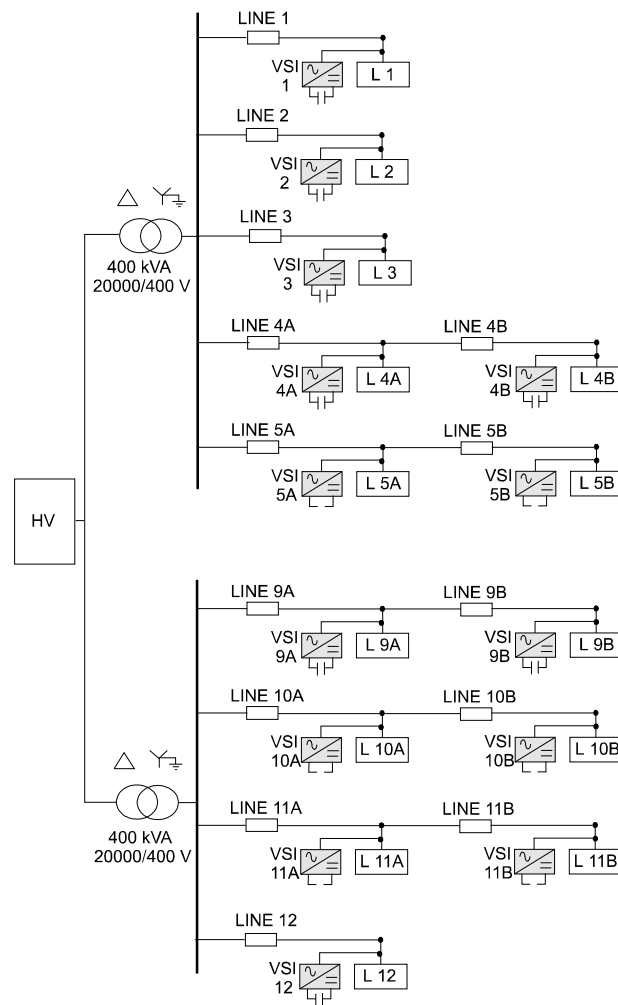 LINE 1
VSI
1
L 1
LINE 2
VSI
2
L 2
LINE 3
VSI
3
L 3
400 kVA
20000/400 V
LINE 4A
LINE 4B
VSI
4A
L 4A
VSI
4B
L 4B
LINE 5A
LINE 5B
VSI
5A
L 5A
VSI
5B
L 5B
HV
LINE 9A
LINE 9B
VSI
9A
L 9A
VSI
9B
L 9B
LINE 10A
LINE 10B
VSI
10A
L 10A
VSI
10B
L 10B
400 kVA
20000/400 V
LINE 11A
LINE 11B
VSI
11A
L 11A
VSI
11B
L 11B
LINE 12
VSI
12
L 12